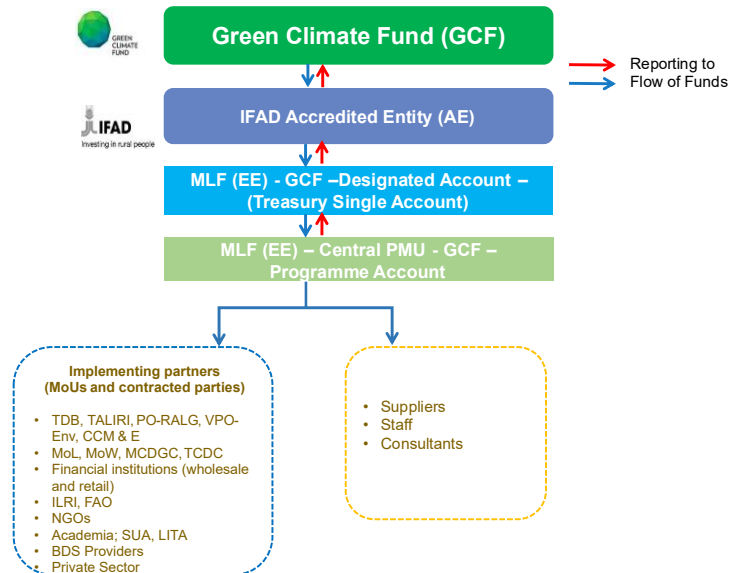 GREEN
CLIMATE
FUND
Green Climate Fund (GCF)
Reporting to
Flow of Funds
IFAD
Investing in rural people
IFAD Accredited Entity (AE)
MLF (EE) - GCF –Designated Account –
(Treasury Single Account)
MLF (EE) – Central PMU - GCF –
Programme Account
Implementing partners
(MoUs and contracted parties)
• TDB, TALIRI, PO-RALG, VPO-
Env, CCM & E
• MoL, MoW, MCDGC, TCDC
• Financial institutions (wholesale
and retail)
• ILRI, FAO
• NGOs
• Academia; SUA, LITA
• BDS Providers
• Private Sector
• Suppliers
• Staff
• Consultants